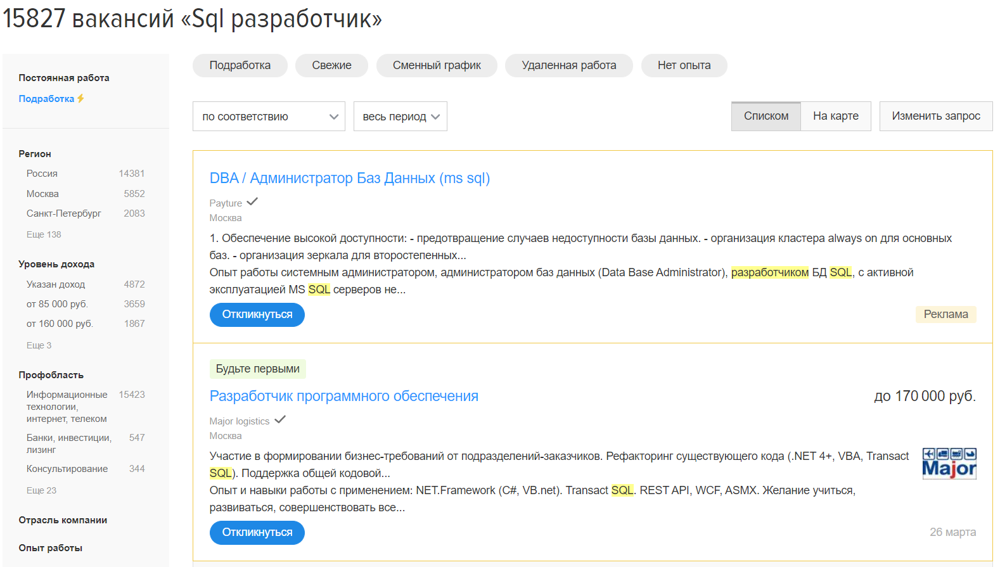 15827 вакансий «Sql разработчик»
Постоянная работа
Подработка
Регион
Россия 14381
Москва 5852
Санкт-Петербург 2083
Еще 138
Уровень дохода
Указан доход 4872
от 85 000 руб. 3659
от 160 000 руб. 1867
Еще 3
Профобласть
Информационные 15423
технологии,
интернет, телеком
Банки, инвестиции, 547
лизинг
Консультирование 344
Еще 23
Отрасль компании
Опыт работы
Подработка Свежие Сменный график Удаленная работа Нет опыта
по соответствию весь период Списком На карте Изменить запрос
DBA / Администратор Баз Данных (ms sql)
Payture
Москва
1. Обеспечение высокой доступности: - предотвращение случаев недоступности базы данных. - организация кластера always on для основных
баз. - организация зеркала для второстепенных...
Опыт работы системным администратором, администратором баз данных (Data Base Administrator), разработчиком БД SQL, с активной
эксплуатацией MS SQL серверов не...
Откликнуться Реклама
Будьте первыми
Разработчик программного обеспечения до 170 000 руб.
Major logistics
Москва
Участие в формировании бизнес-требований от подразделений-заказчиков. Рефакторинг существующего кода (.NET 4+, VBA, Transact
SQL). Поддержка общей кодовой...
Major
Опыт и навыки работы с применением: NET.Framework (C#, VB.net). Transact SQL. REST API, WCF, ASMX. Желание учиться,
развиваться, совершенствовать все...
Откликнуться 26 марта